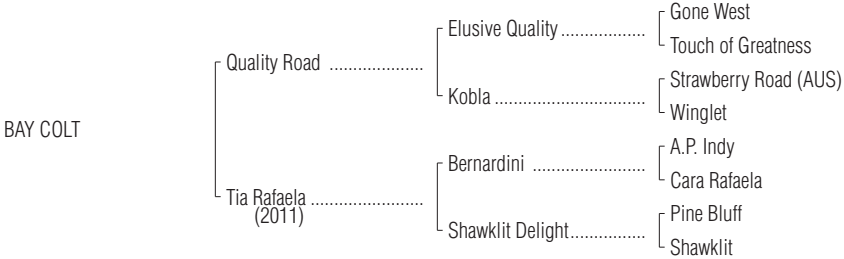 Gone West
Elusive Quality ...................
Touch of Greatness
Quality Road .....................
Strawberry Road (AUS)
Kobla ..................................
Winglet
BAY COLT
A.P. Indy
Bernardini .........................
Cara Rafaela
Tia Rafaela .........................
(2011)
Pine Bluff
Shawklit Delight.................
Shawklit